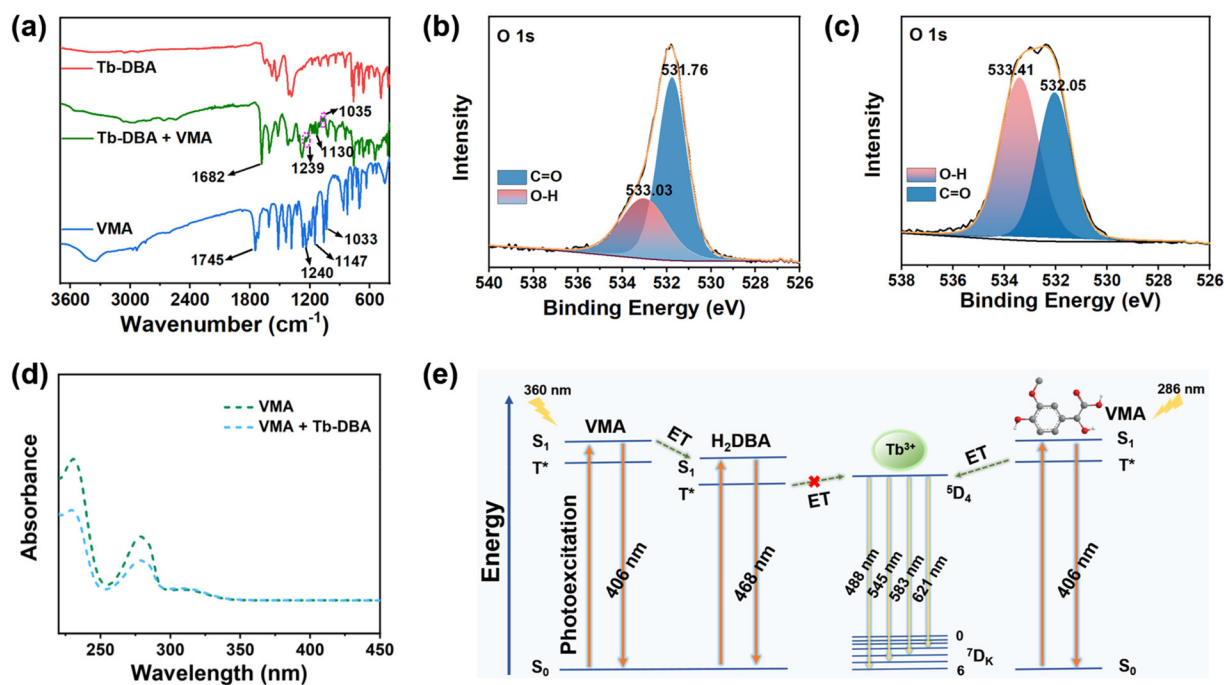 (a)
Tb-DBA
1035
Tb-DBA + VMA
1130
1239
1682
VMA
1033
1745
1147
1240
3700
3000
1800
1200
600
Wavenumber (cm⁻¹)
(b)
O 1s
531.76
C=O
O-H
533.03
Intensity
540
538
536
534
532
530
528
526
Binding Energy (eV)
(c)
O 1s
533.41
532.05
O-H
C=O
Intensity
538
536
534
532
530
528
526
Binding Energy (eV)
(d)
VMA
VMA + Tb-DBA
Absorbance
250
300
350
400
450
Wavelength (nm)
(e)
360 nm
286 nm
VMA
VMA
S₁
ET
H₂DBA
Tb³⁺
ET
S₁
T*
S₁
T*
T*
ET
⁵D₄
Energy
Photoexcitation
406 nm
468 nm
488 nm
545 nm
583 nm
621 nm
406 nm
0
⁷D_K
6
S₀
S₀